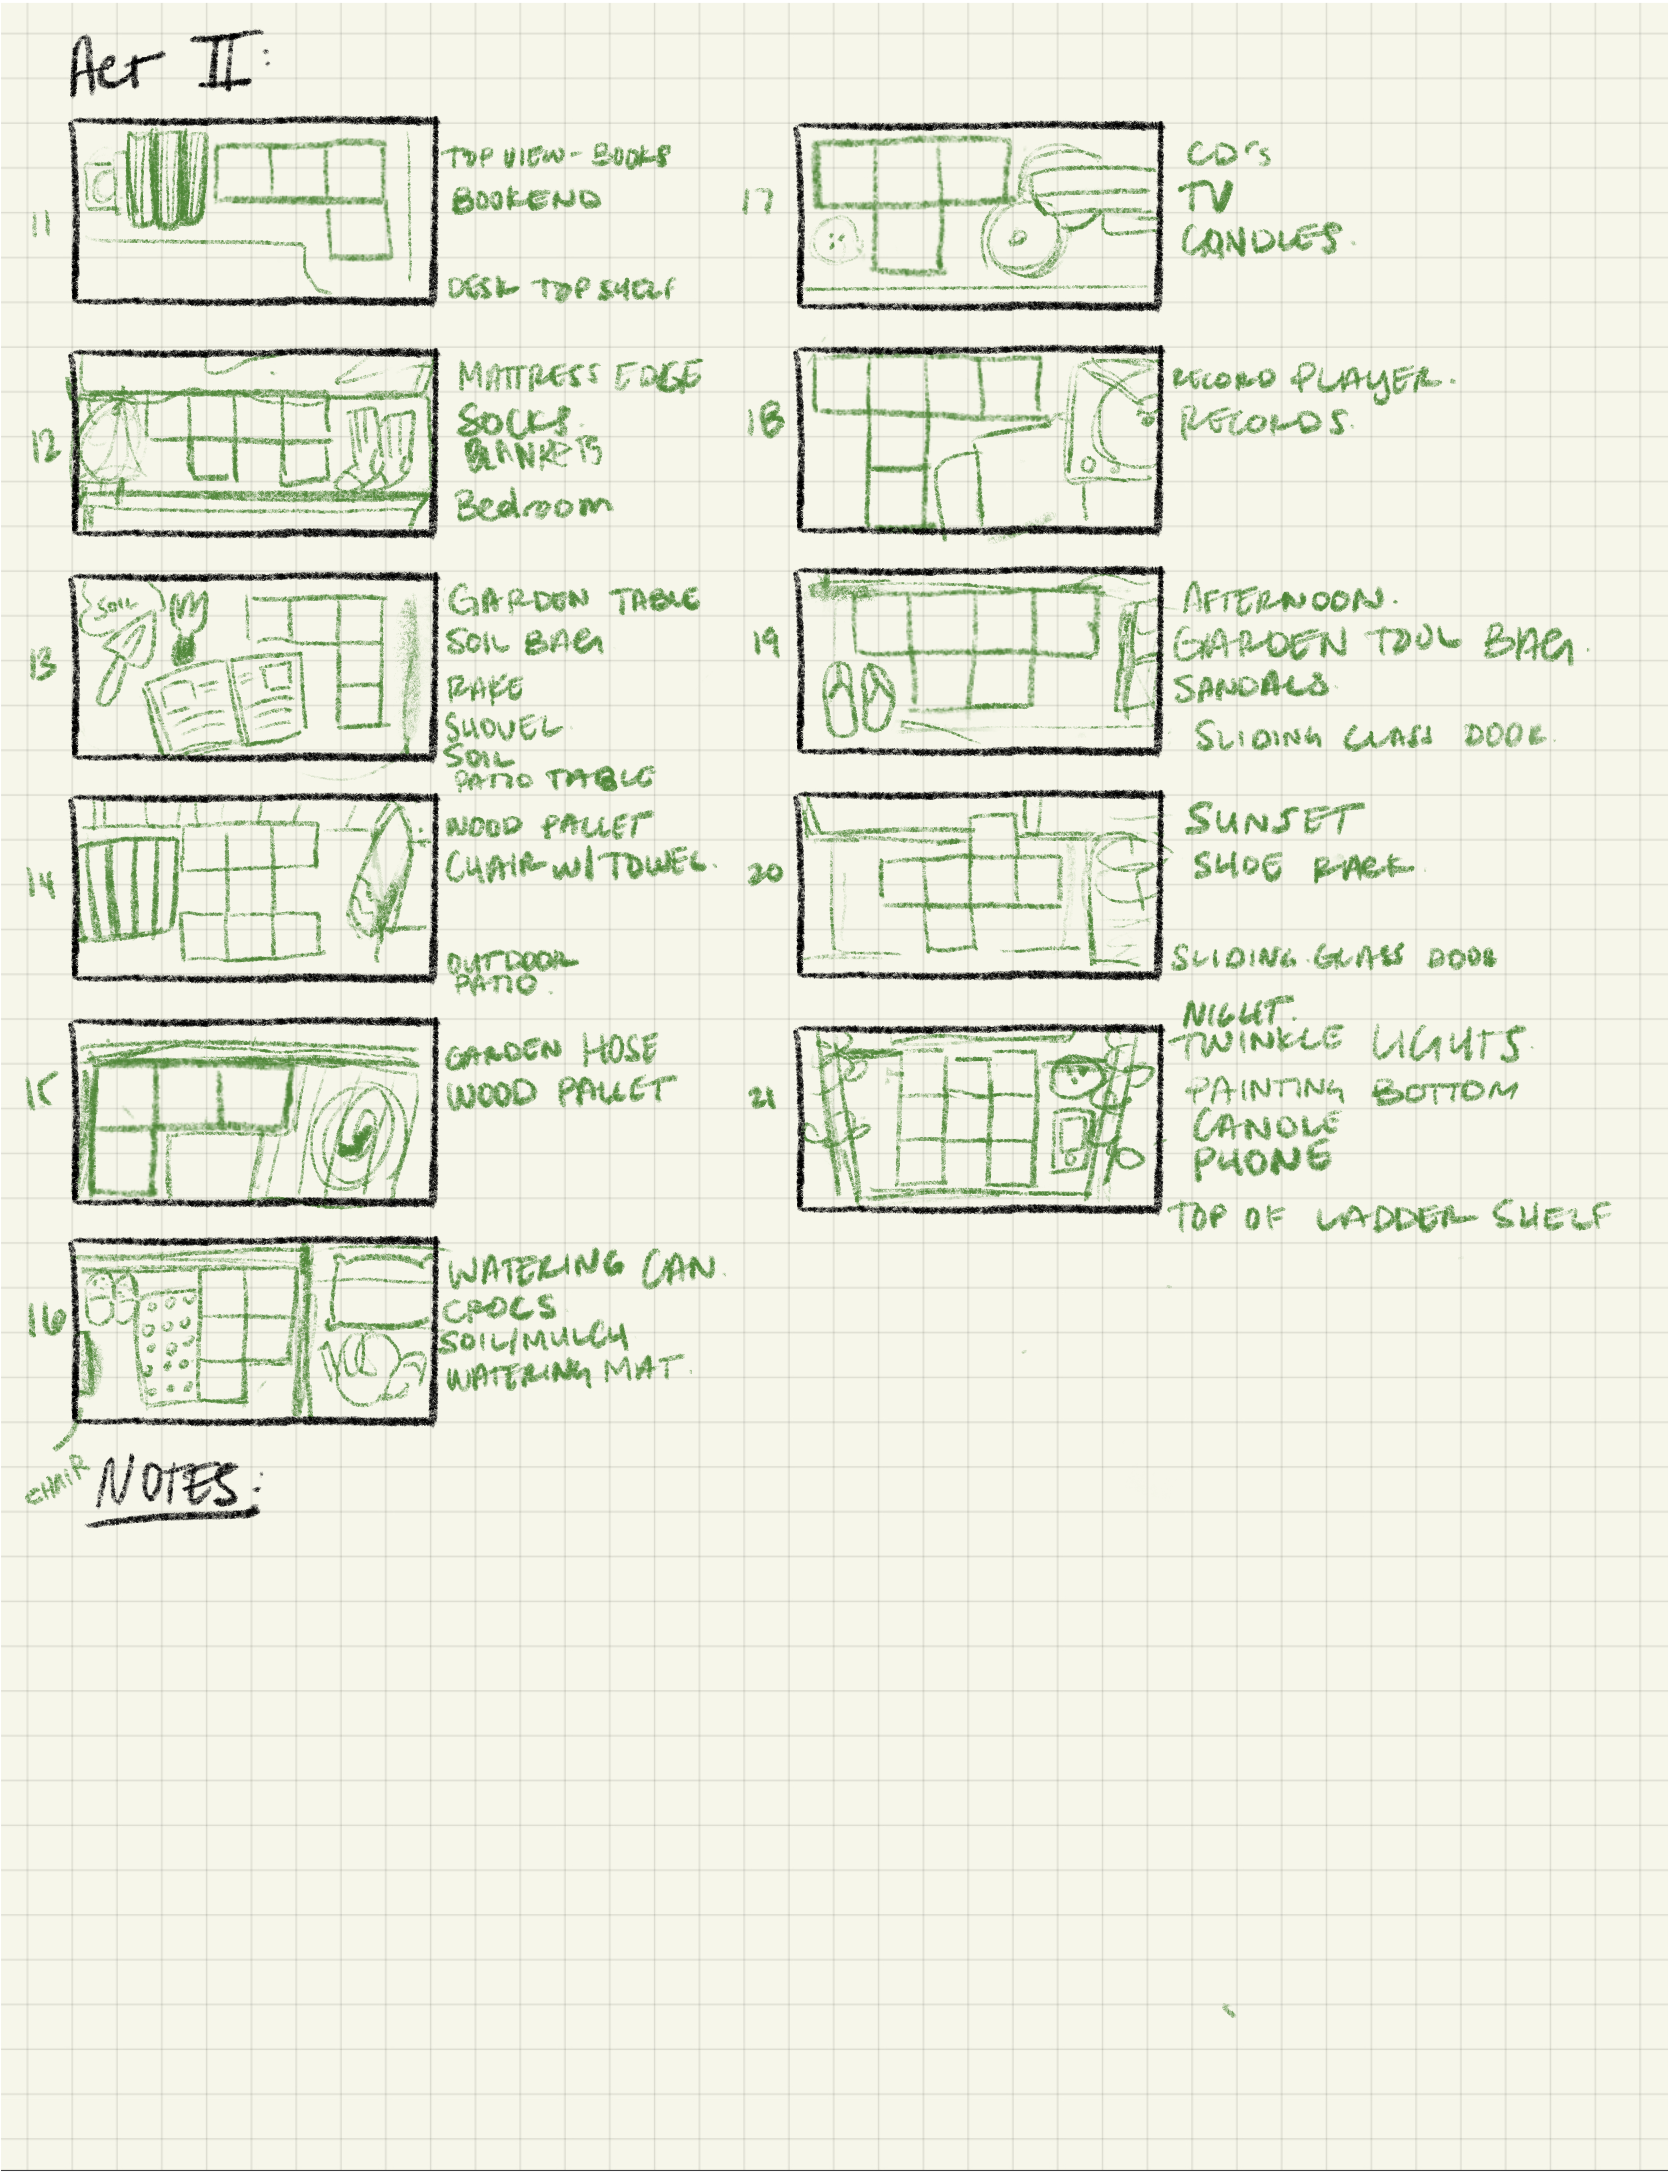 Act II:
11
TOP VIEW - BOOKS
BOOKEND
DESK TOP SHELF
12
MATTRESS EDGE
SOCKS
BLANKETS
Bedroom
13
SOIL
GARDEN TABLE
SOIL BAG
RAKE
SHOVEL
SOIL
PATIO TABLE
14
WOOD PALLET
CHAIR W/TOWEL.
OUTDOOR
PATIO.
15
GARDEN HOSE
WOOD PALLET
16
WATERING CAN.
CROCS
SOIL/MULCH
WATERING MAT.
CHAIR
17
CD's
TV
CANDLES.
18
RECORD PLAYER.
RECORDS.
19
AFTERNOON.
GARDEN TOOL BAG.
SANDALS
SLIDING GLASS DOOR.
20
SUNSET
SHOE RACK
SLIDING GLASS DOOR
21
NIGHT.
TWINKLE LIGHTS.
PAINTING BOTTOM
CANDLE
PHONE
TOP OF LADDER SHELF
NOTES: